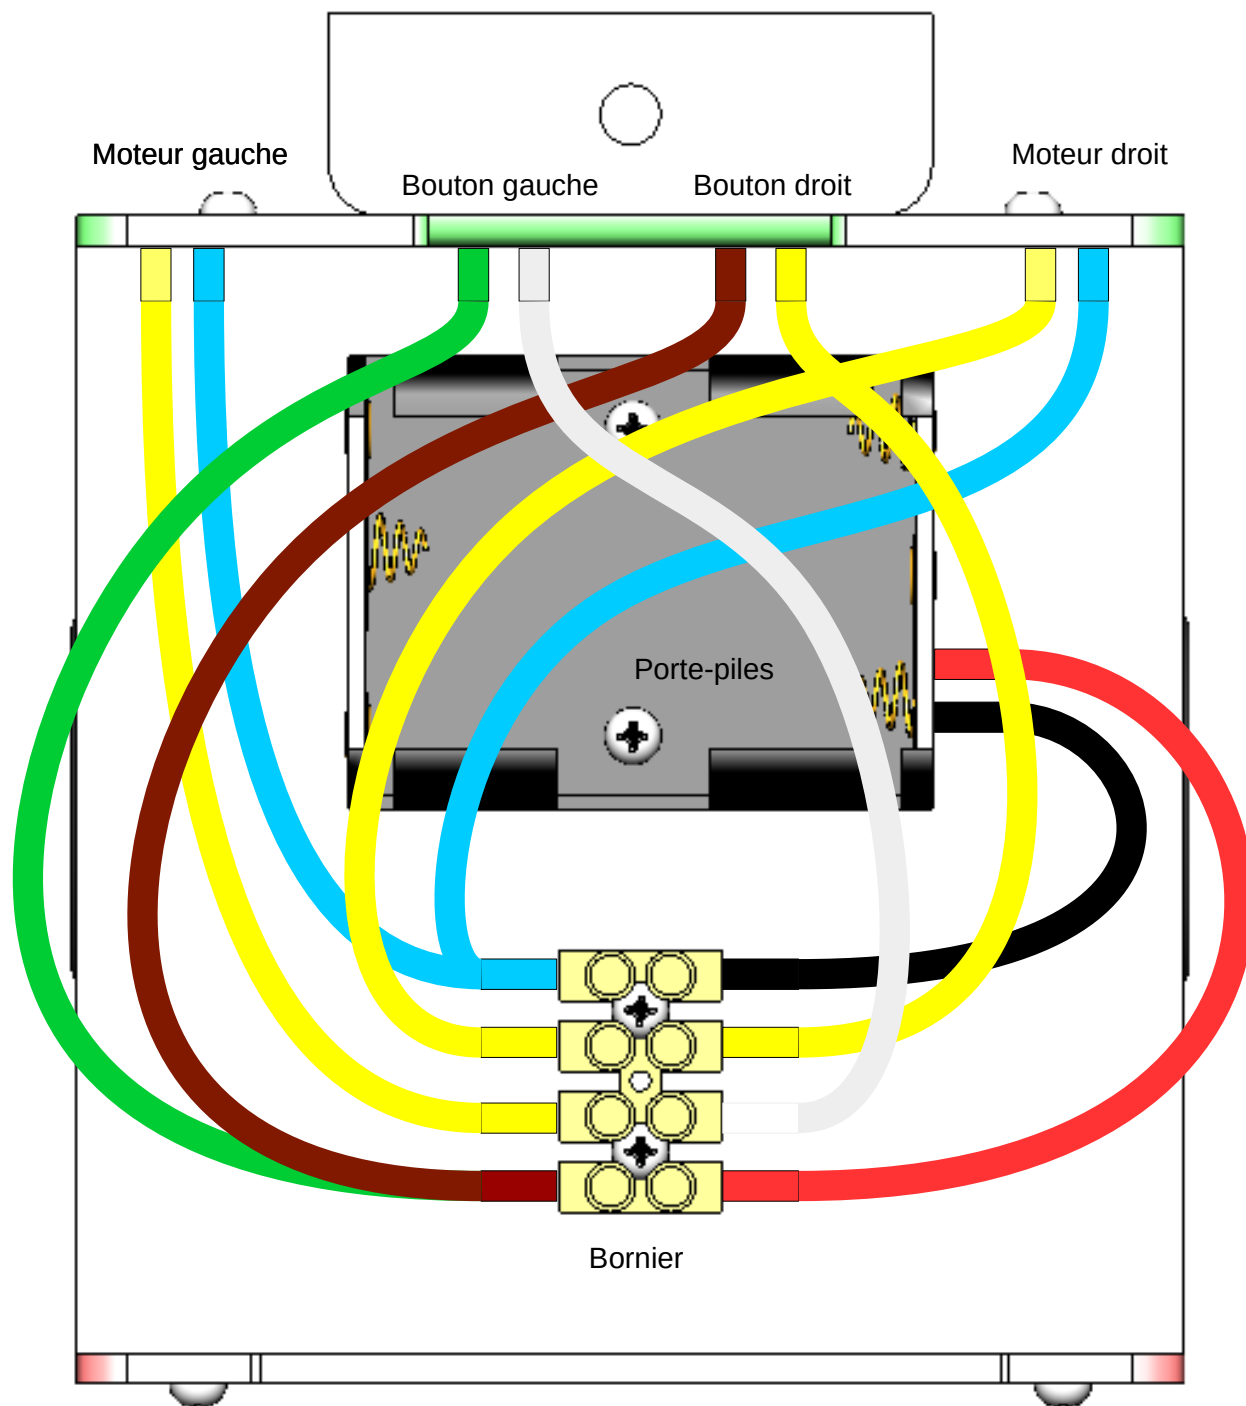 Moteur gauche
Moteur droit
Bouton gauche
Bouton droit
Porte-piles
Bornier